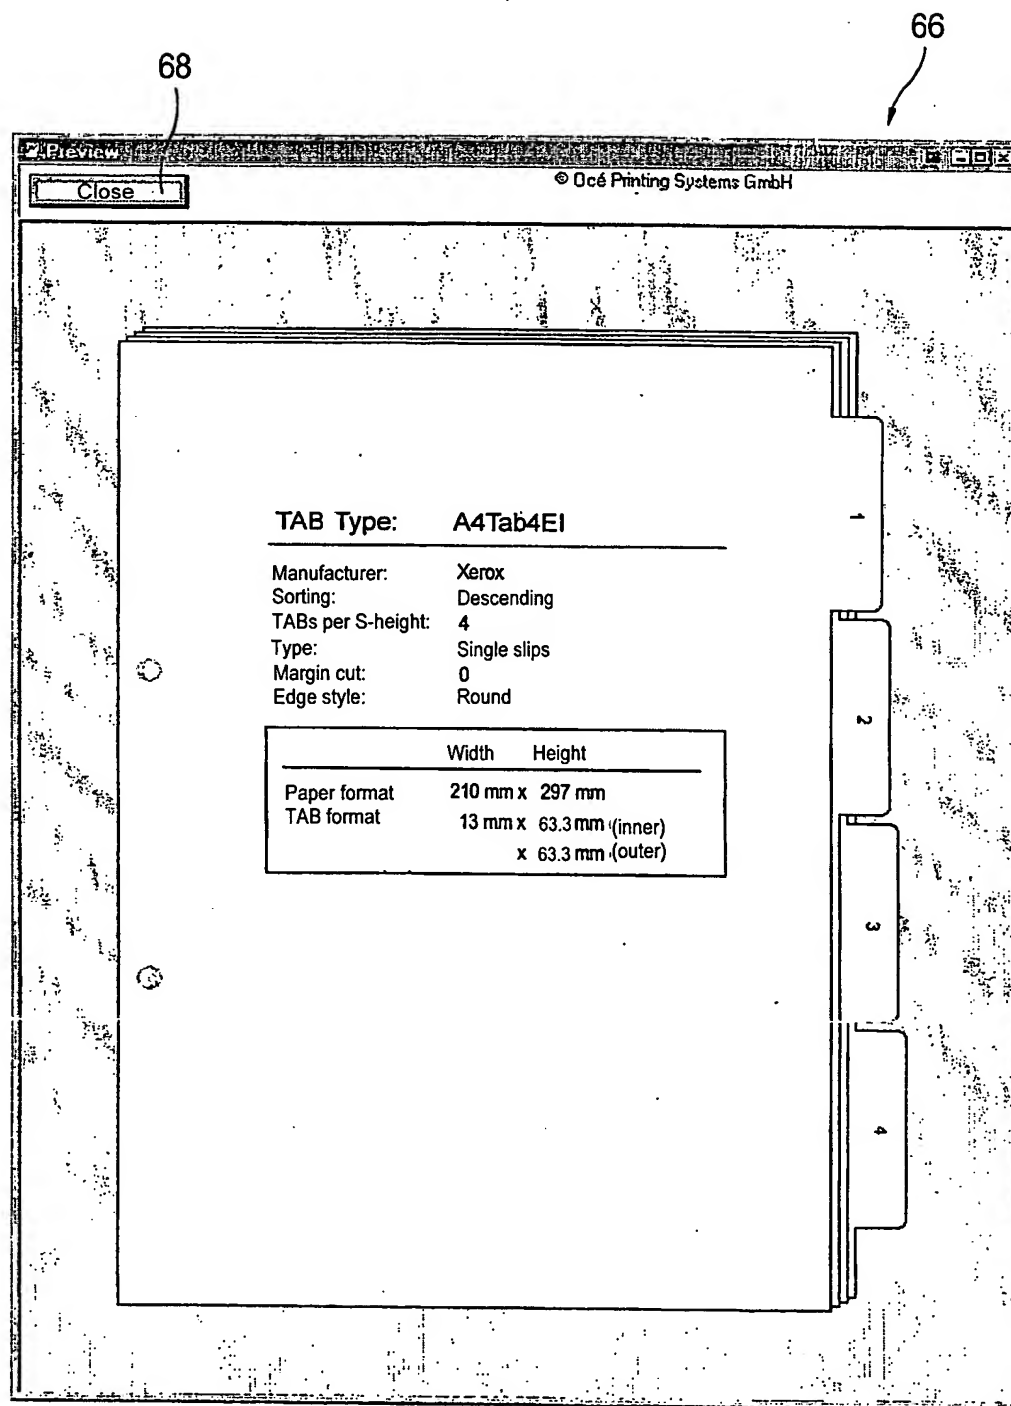 66
68
Preview
Close
© Océ Printing Systems GmbH
TAB Type: A4Tab4EI
Manufacturer: Xerox
Sorting: Descending
TABs per S-height: 4
Type: Single slips
Margin cut: 0
Edge style: Round
Width Height
Paper format 210 mm x 297 mm
TAB format 13 mm x 63.3 mm (inner)
x 63.3 mm (outer)
1
2
3
4